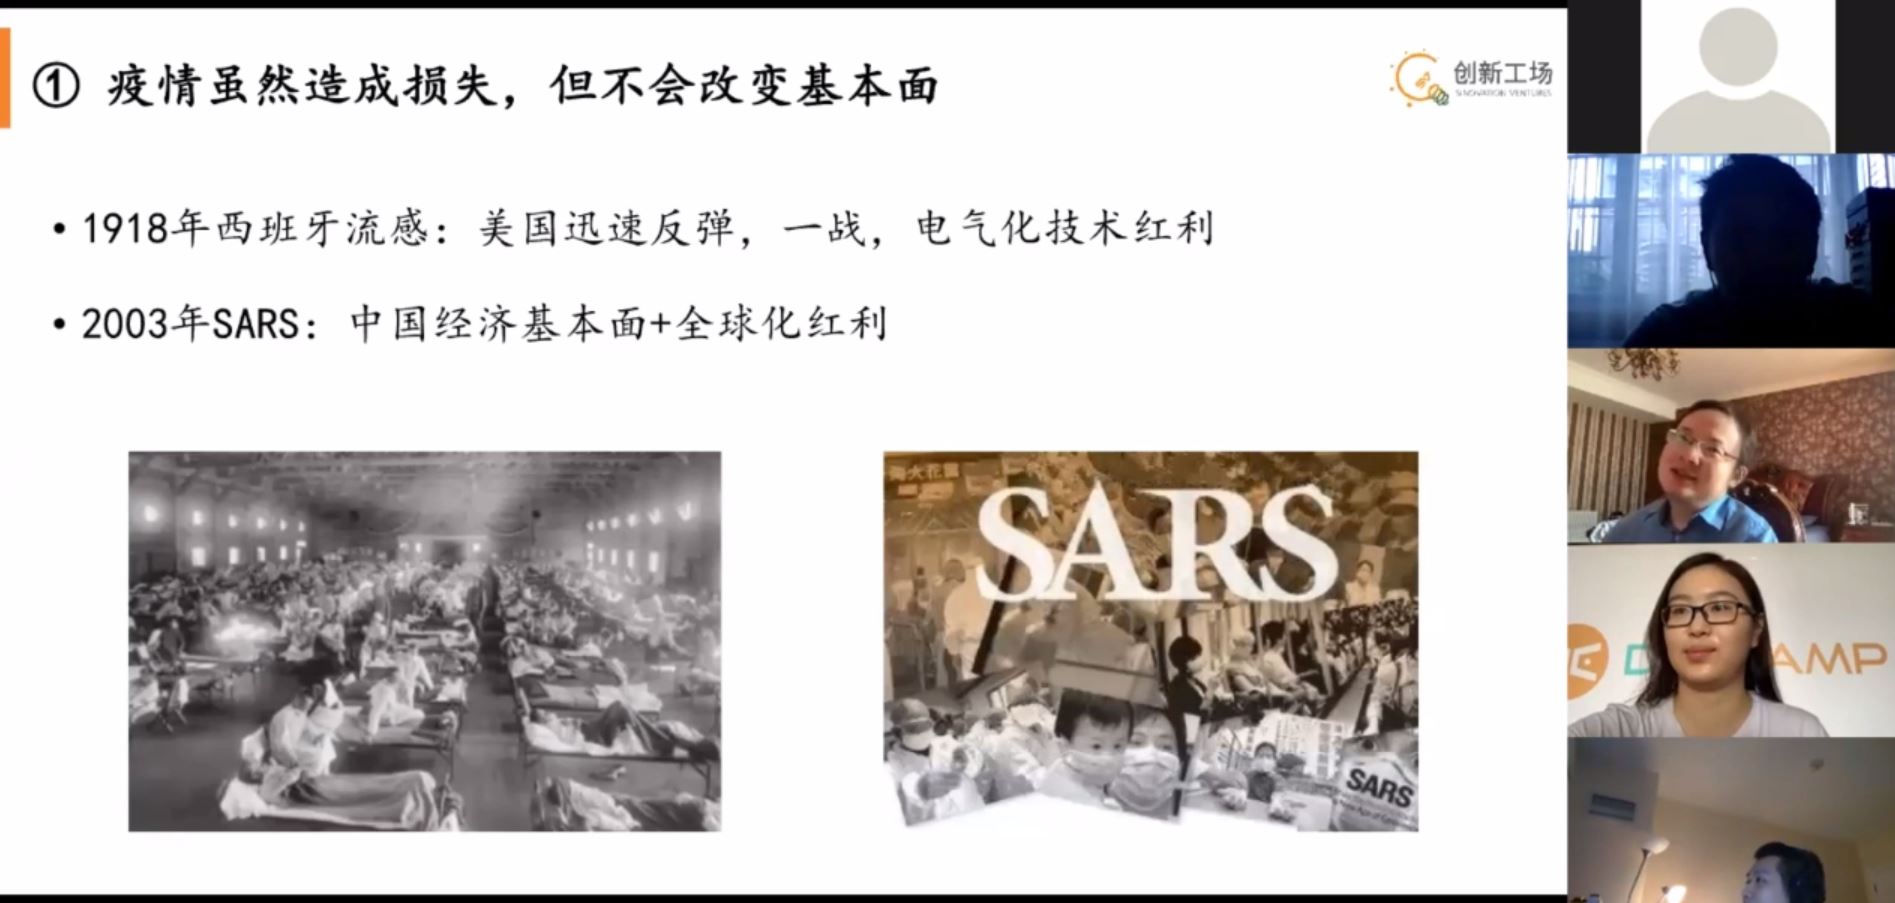 ① 疫情虽然造成损失，但不会改变基本面
创新工场
SINOVATION VENTURES
• 1918年西班牙流感：美国迅速反弹，一战，电气化技术红利
• 2003年SARS：中国经济基本面+全球化红利
SARS
SARS
D
AMP